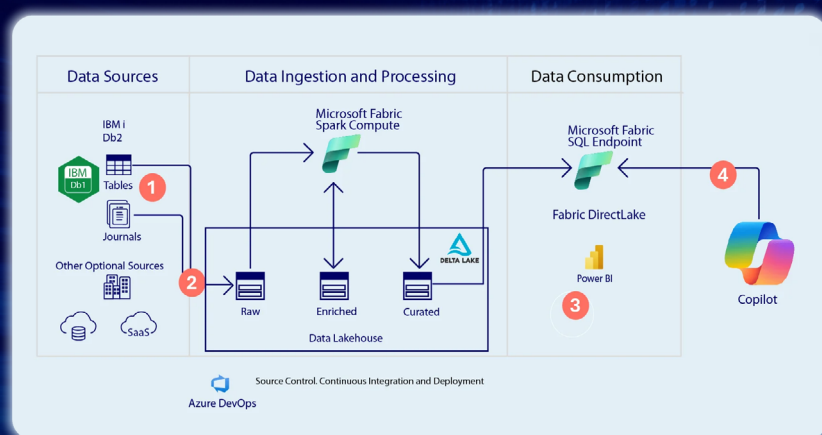 Data Sources
Data Ingestion and Processing
Data Consumption
IBM i
Db2
IBM
Db1
Tables
1
Journals
Other Optional Sources
SaaS
2
Microsoft Fabric
Spark Compute
DELTA LAKE
Raw
Enriched
Curated
Data Lakehouse
Microsoft Fabric
SQL Endpoint
Fabric DirectLake
Power BI
3
4
Copilot
Azure DevOps
Source Control. Continuous Integration and Deployment